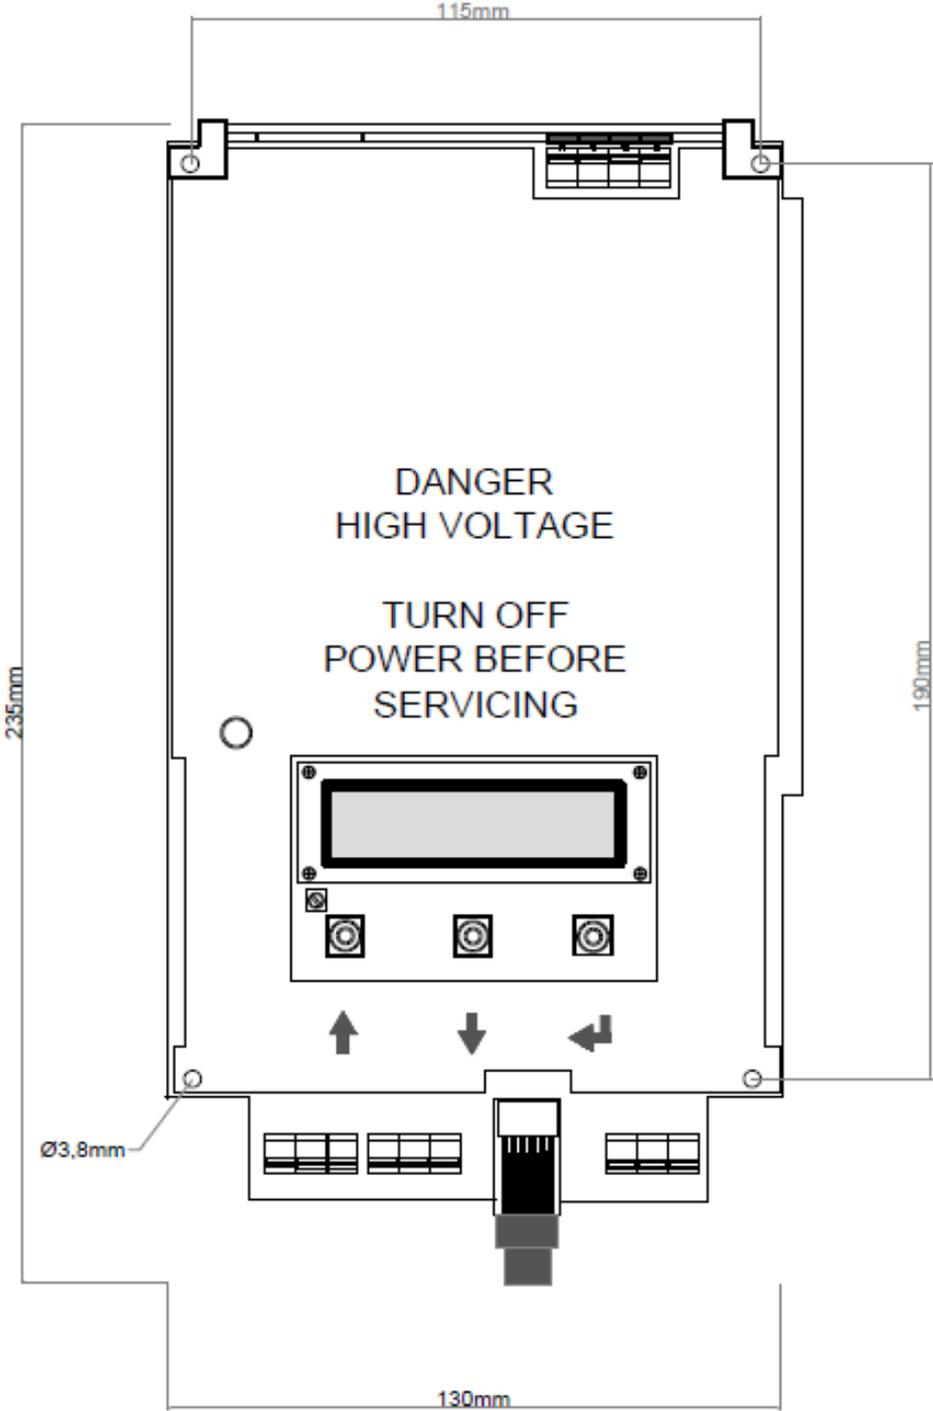 115mm
DANGER
HIGH VOLTAGE
TURN OFF
POWER BEFORE
SERVICING
235mm
190mm
Ø3,8mm
130mm